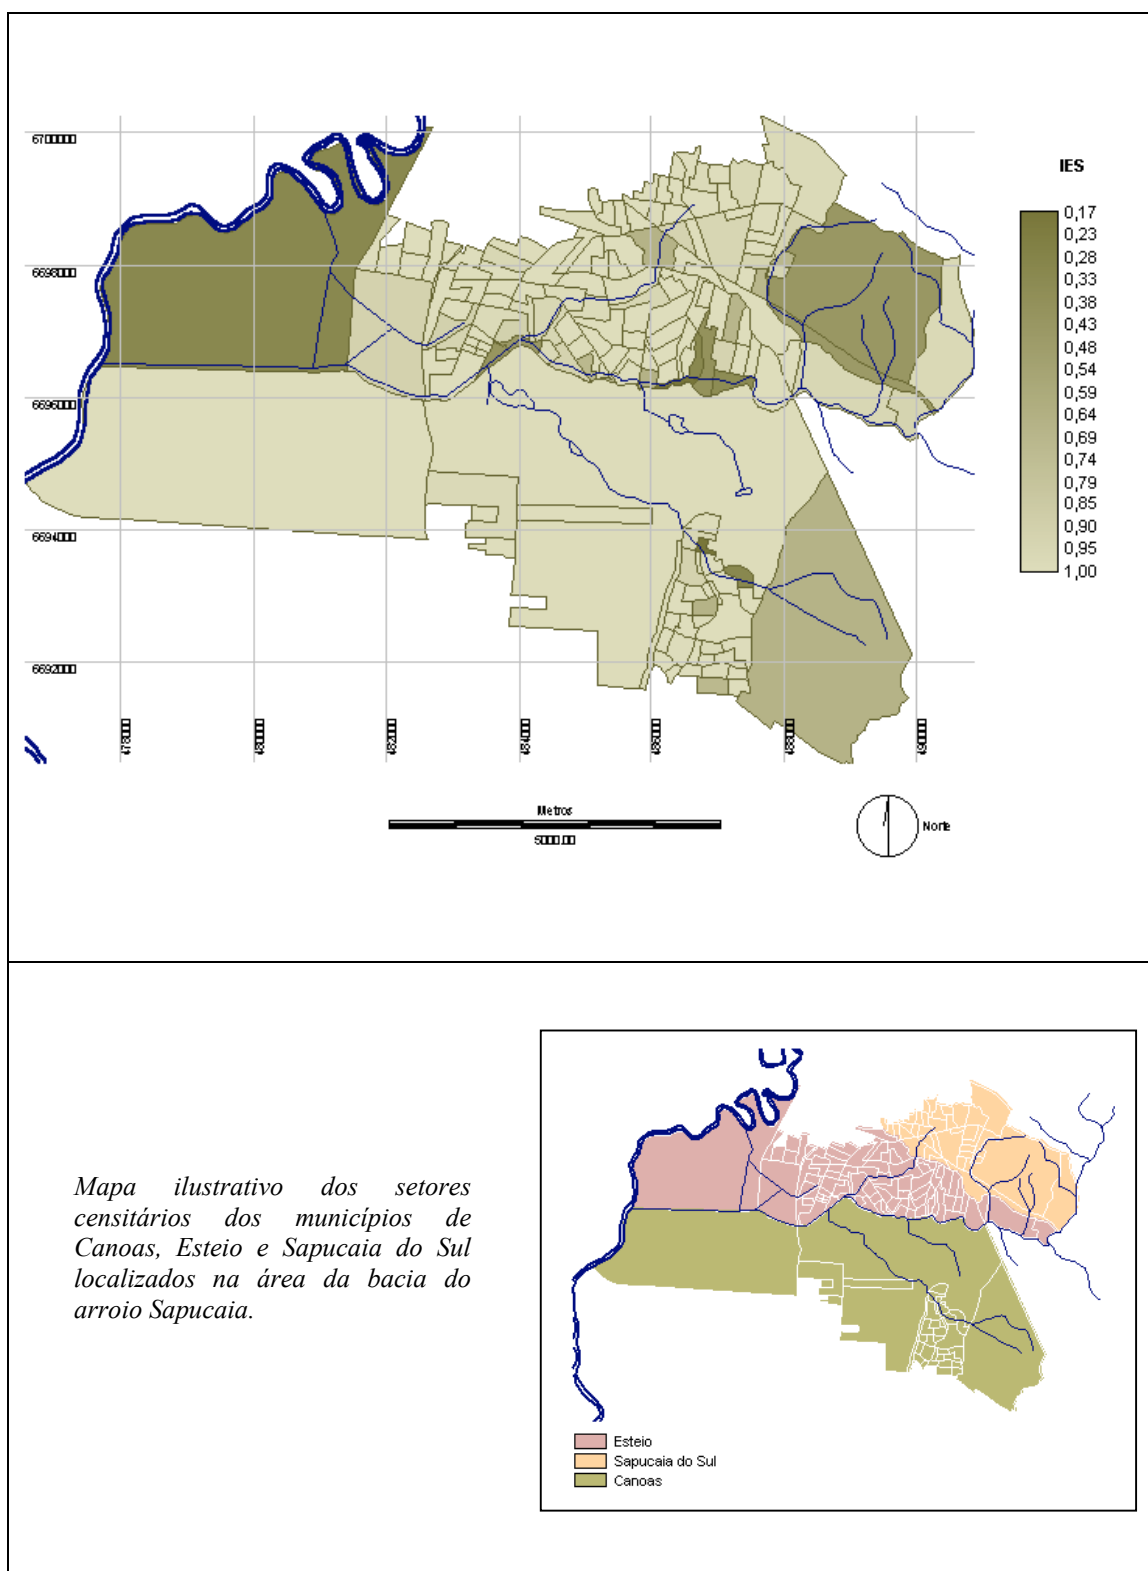 6700000
IES
0,17
0,23
0,28
0,33
0,38
0,43
0,48
0,54
0,59
0,64
0,69
0,74
0,79
0,85
0,90
0,95
1,00
6698000
6696000
6694000
6692000
478000
480000
482000
484000
486000
488000
490000
Metros
5000.00
Norte
Mapa ilustrativo dos setores
censitários dos municípios de
Canoas, Esteio e Sapucaia do Sul
localizados na área da bacia do
arroio Sapucaia.
Esteio
Sapucaia do Sul
Canoas